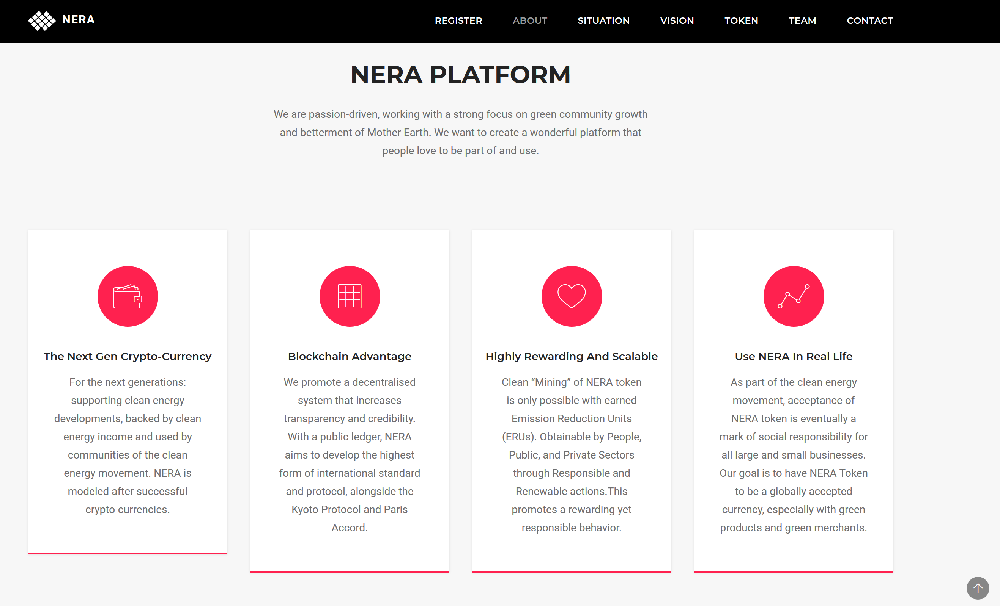 NERA
REGISTER ABOUT SITUATION VISION TOKEN TEAM CONTACT
NERA PLATFORM
We are passion-driven, working with a strong focus on green community growth
and betterment of Mother Earth. We want to create a wonderful platform that
people love to be part of and use.
The Next Gen Crypto-Currency
For the next generations:
supporting clean energy
developments, backed by clean
energy income and used by
communities of the clean
energy movement. NERA is
modeled after successful
crypto-currencies.
Blockchain Advantage
We promote a decentralised
system that increases
transparency and credibility.
With a public ledger, NERA
aims to develop the highest
form of international standard
and protocol, alongside the
Kyoto Protocol and Paris
Accord.
Highly Rewarding And Scalable
Clean “Mining” of NERA token
is only possible with earned
Emission Reduction Units
(ERUs). Obtainable by People,
Public, and Private Sectors
through Responsible and
Renewable actions.This
promotes a rewarding yet
responsible behavior.
Use NERA In Real Life
As part of the clean energy
movement, acceptance of
NERA token is eventually a
mark of social responsibility for
all large and small businesses.
Our goal is to have NERA Token
to be a globally accepted
currency, especially with green
products and green merchants.